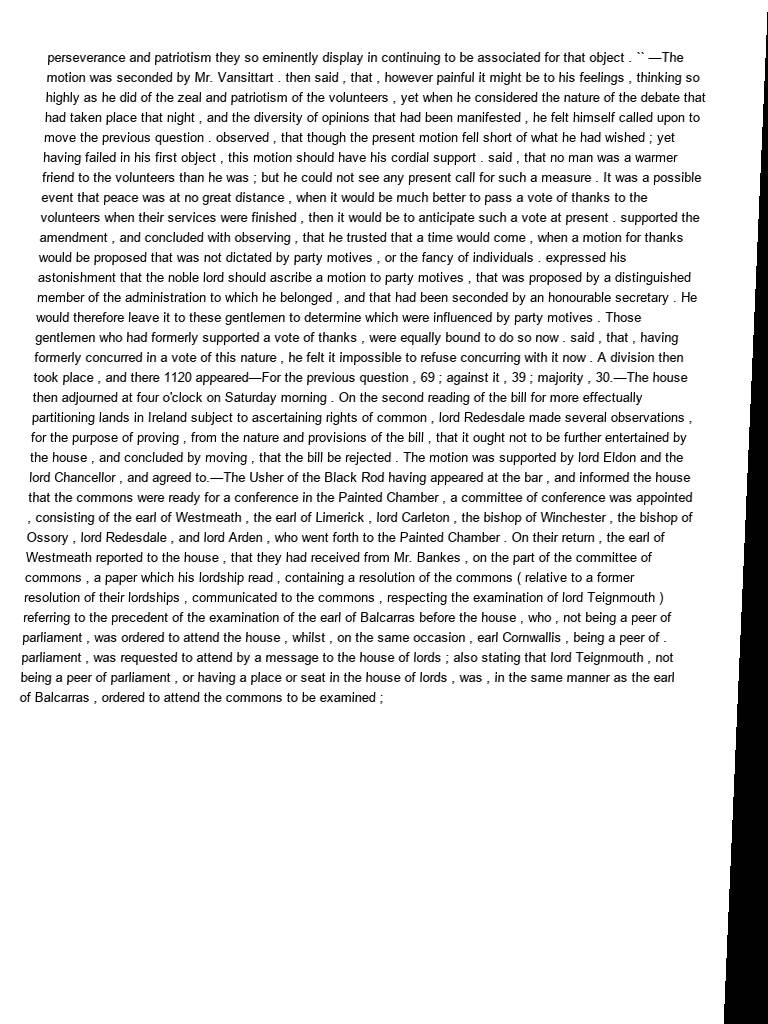 perseverance and patriotism they so eminently display in continuing to be associated for that object . `` —The
motion was seconded by Mr. Vansittart . then said , that , however painful it might be to his feelings , thinking so
highly as he did of the zeal and patriotism of the volunteers , yet when he considered the nature of the debate that
had taken place that night , and the diversity of opinions that had been manifested , he felt himself called upon to
move the previous question . observed , that though the present motion fell short of what he had wished ; yet
having failed in his first object , this motion should have his cordial support . said , that no man was a warmer
friend to the volunteers than he was ; but he could not see any present call for such a measure . It was a possible
event that peace was at no great distance , when it would be much better to pass a vote of thanks to the
volunteers when their services were finished , then it would be to anticipate such a vote at present . supported the
amendment , and concluded with observing , that he trusted that a time would come , when a motion for thanks
would be proposed that was not dictated by party motives , or the fancy of individuals . expressed his
astonishment that the noble lord should ascribe a motion to party motives , that was proposed by a distinguished
member of the administration to which he belonged , and that had been seconded by an honourable secretary . He
would therefore leave it to these gentlemen to determine which were influenced by party motives . Those
gentlemen who had formerly supported a vote of thanks , were equally bound to do so now . said , that , having
formerly concurred in a vote of this nature , he felt it impossible to refuse concurring with it now . A division then
took place , and there 1120 appeared—For the previous question , 69 ; against it , 39 ; majority , 30.—The house
then adjourned at four o'clock on Saturday morning . On the second reading of the bill for more effectually
partitioning lands in Ireland subject to ascertaining rights of common , lord Redesdale made several observations ,
for the purpose of proving , from the nature and provisions of the bill , that it ought not to be further entertained by
the house , and concluded by moving , that the bill be rejected . The motion was supported by lord Eldon and the
lord Chancellor , and agreed to.—The Usher of the Black Rod having appeared at the bar , and informed the house
that the commons were ready for a conference in the Painted Chamber , a committee of conference was appointed
, consisting of the earl of Westmeath , the earl of Limerick , lord Carleton , the bishop of Winchester , the bishop of
Ossory , lord Redesdale , and lord Arden , who went forth to the Painted Chamber . On their return , the earl of
Westmeath reported to the house , that they had received from Mr. Bankes , on the part of the committee of
commons , a paper which his lordship read , containing a resolution of the commons ( relative to a former
resolution of their lordships , communicated to the commons , respecting the examination of lord Teignmouth )
referring to the precedent of the examination of the earl of Balcarras before the house , who , not being a peer of
parliament , was ordered to attend the house , whilst , on the same occasion , earl Cornwallis , being a peer of .
parliament , was requested to attend by a message to the house of lords ; also stating that lord Teignmouth , not
being a peer of parliament , or having a place or seat in the house of lords , was , in the same manner as the earl
of Balcarras , ordered to attend the commons to be examined ;